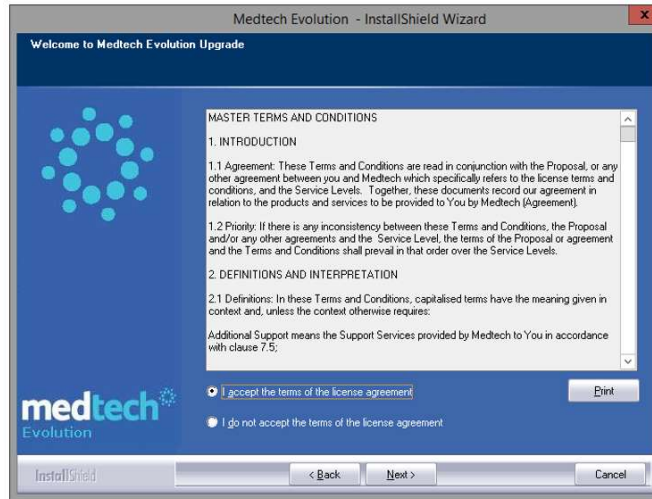 Medtech Evolution - InstallShield Wizard
x
Welcome to Medtech Evolution Upgrade
MASTER TERMS AND CONDITIONS
1. INTRODUCTION
1.1 Agreement: These Terms and Conditions are read in conjunction with the Proposal, or any
other agreement between you and Medtech which specifically refers to the license terms and
conditions, and the Service Levels. Together, these documents record our agreement in
relation to the products and services to be provided to You by Medtech (Agreement).
1.2 Priority: If there is any inconsistency between these Terms and Conditions, the Proposal
and/or any other agreements and the Service Level, the terms of the Proposal or agreement
and the Terms and Conditions shall prevail in that order over the Service Levels.
2. DEFINITIONS AND INTERPRETATION
2.1 Definitions: In these Terms and Conditions, capitalised terms have the meaning given in
context and, unless the context otherwise requires:
Additional Support means the Support Services provided by Medtech to You in accordance
with clause 7.5;
I accept the terms of the license agreement
Print
I do not accept the terms of the license agreement
medtech
Evolution
InstallShield
< Back
Next >
Cancel